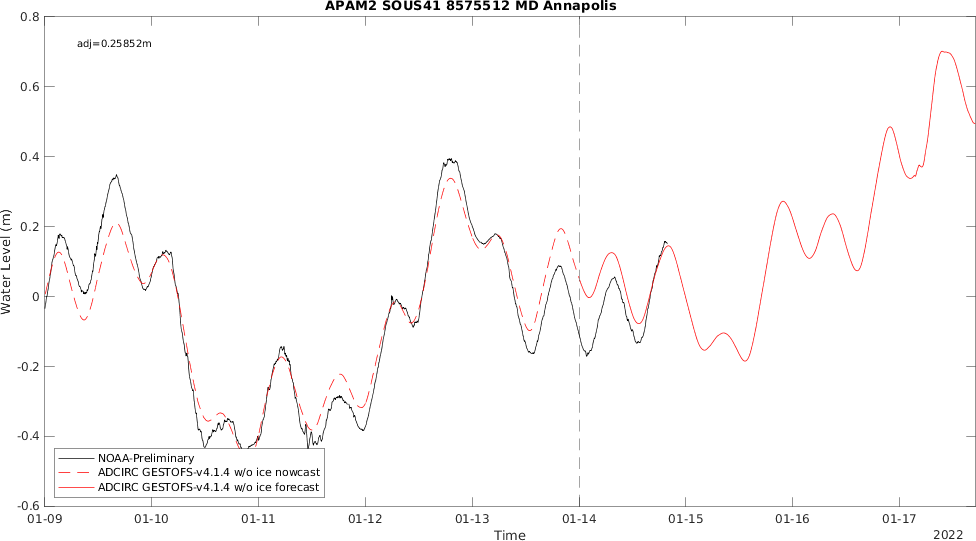 APAM2 SOUS41 8575512 MD Annapolis
adj=0.25852m
Water Level (m)
0.8
0.6
0.4
0.2
0
-0.2
-0.4
-0.6
NOAA-Preliminary
ADCIRC GESTOFS-v4.1.4 w/o ice nowcast
ADCIRC GESTOFS-v4.1.4 w/o ice forecast
01-09 01-10 01-11 01-12 01-13 01-14 01-15 01-16 01-17
Time
2022